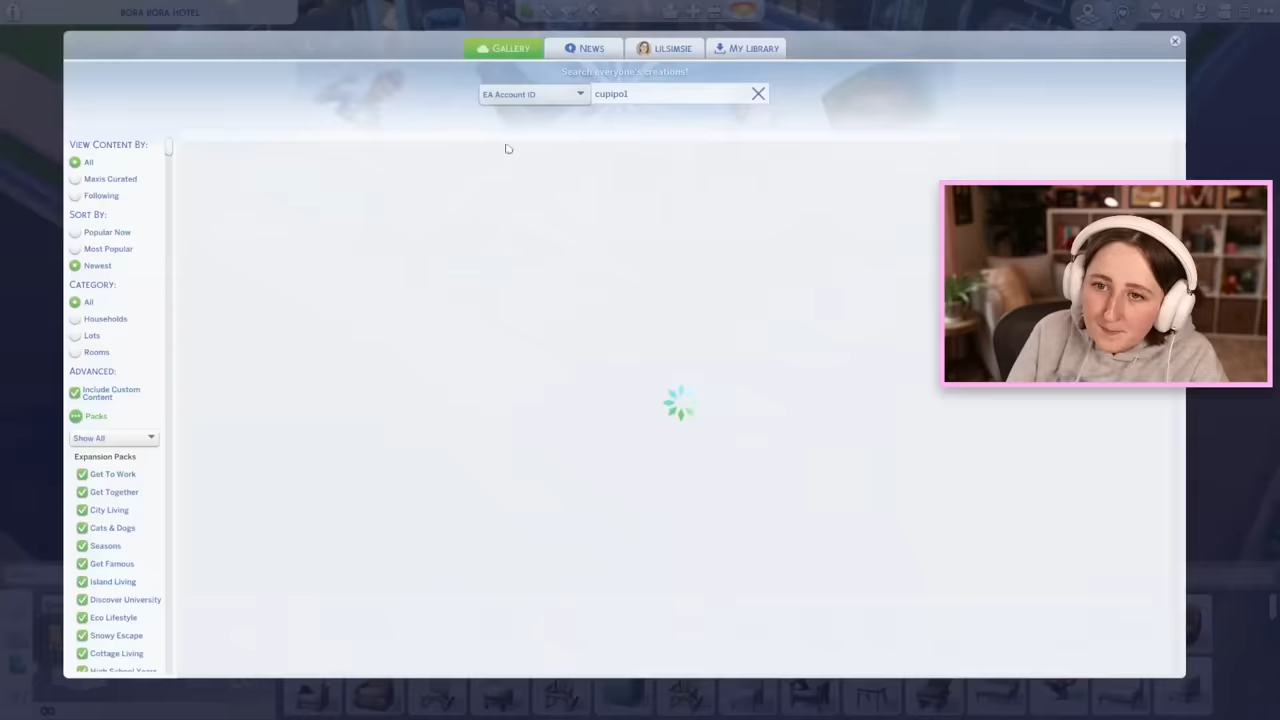 BORA BORA HOTEL
GALLERY
NEWS
LILSIMSIE
MY LIBRARY
Search everyone's creations!
EA Account ID
cupipo1
VIEW CONTENT BY:
All
Maxis Curated
Following
SORT BY:
Popular Now
Most Popular
Newest
CATEGORY:
All
Households
Lots
Rooms
ADVANCED:
Include Custom
Content
Packs
Show All
Expansion Packs
Get To Work
Get Together
City Living
Cats & Dogs
Seasons
Get Famous
Island Living
Discover University
Eco Lifestyle
Snowy Escape
Cottage Living
High School Years